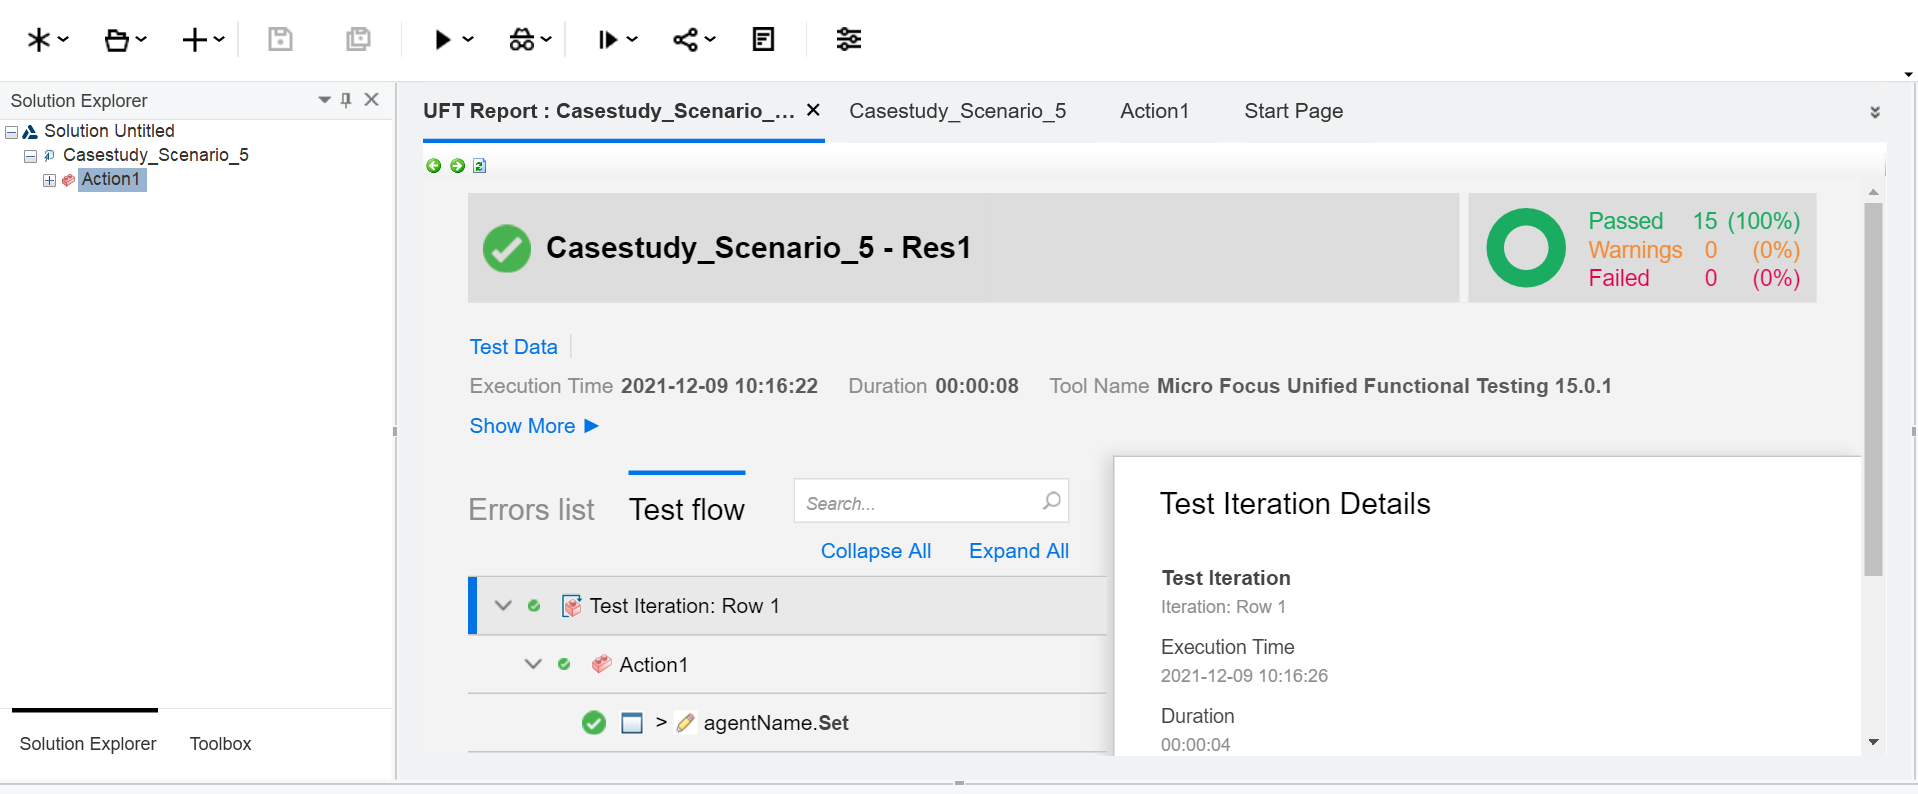 Solution Explorer
Solution Untitled
Casestudy_Scenario_5
Action1
Solution Explorer Toolbox
UFT Report : Casestudy_Scenario_... Casestudy_Scenario_5 Action1 Start Page
Casestudy_Scenario_5 - Res1
Passed 15 (100%)
Warnings 0 (0%)
Failed 0 (0%)
Test Data
Execution Time 2021-12-09 10:16:22 Duration 00:00:08 Tool Name Micro Focus Unified Functional Testing 15.0.1
Show More
Errors list Test flow Search...
Collapse All Expand All
Test Iteration: Row 1
Action1
> agentName.Set
Test Iteration Details
Test Iteration
Iteration: Row 1
Execution Time
2021-12-09 10:16:26
Duration
00:00:04